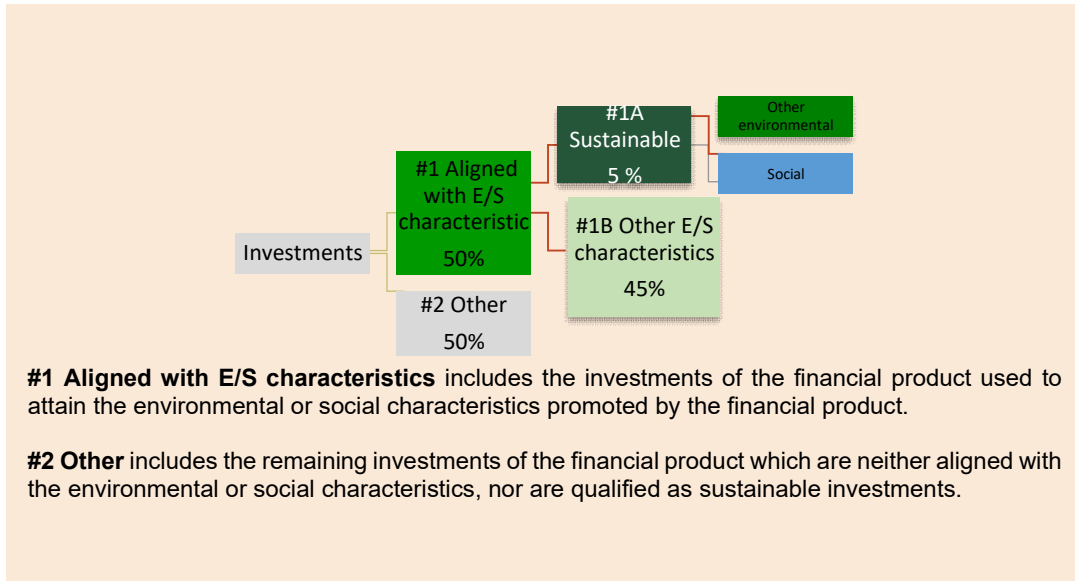 #1A
Sustainable
5 %
Other
environmental
Social
#1 Aligned
with E/S
characteristic
50%
#1B Other E/S
characteristics
45%
Investments
#2 Other
50%
#1 Aligned with E/S characteristics includes the investments of the financial product used to
attain the environmental or social characteristics promoted by the financial product.
#2 Other includes the remaining investments of the financial product which are neither aligned with
the environmental or social characteristics, nor are qualified as sustainable investments.